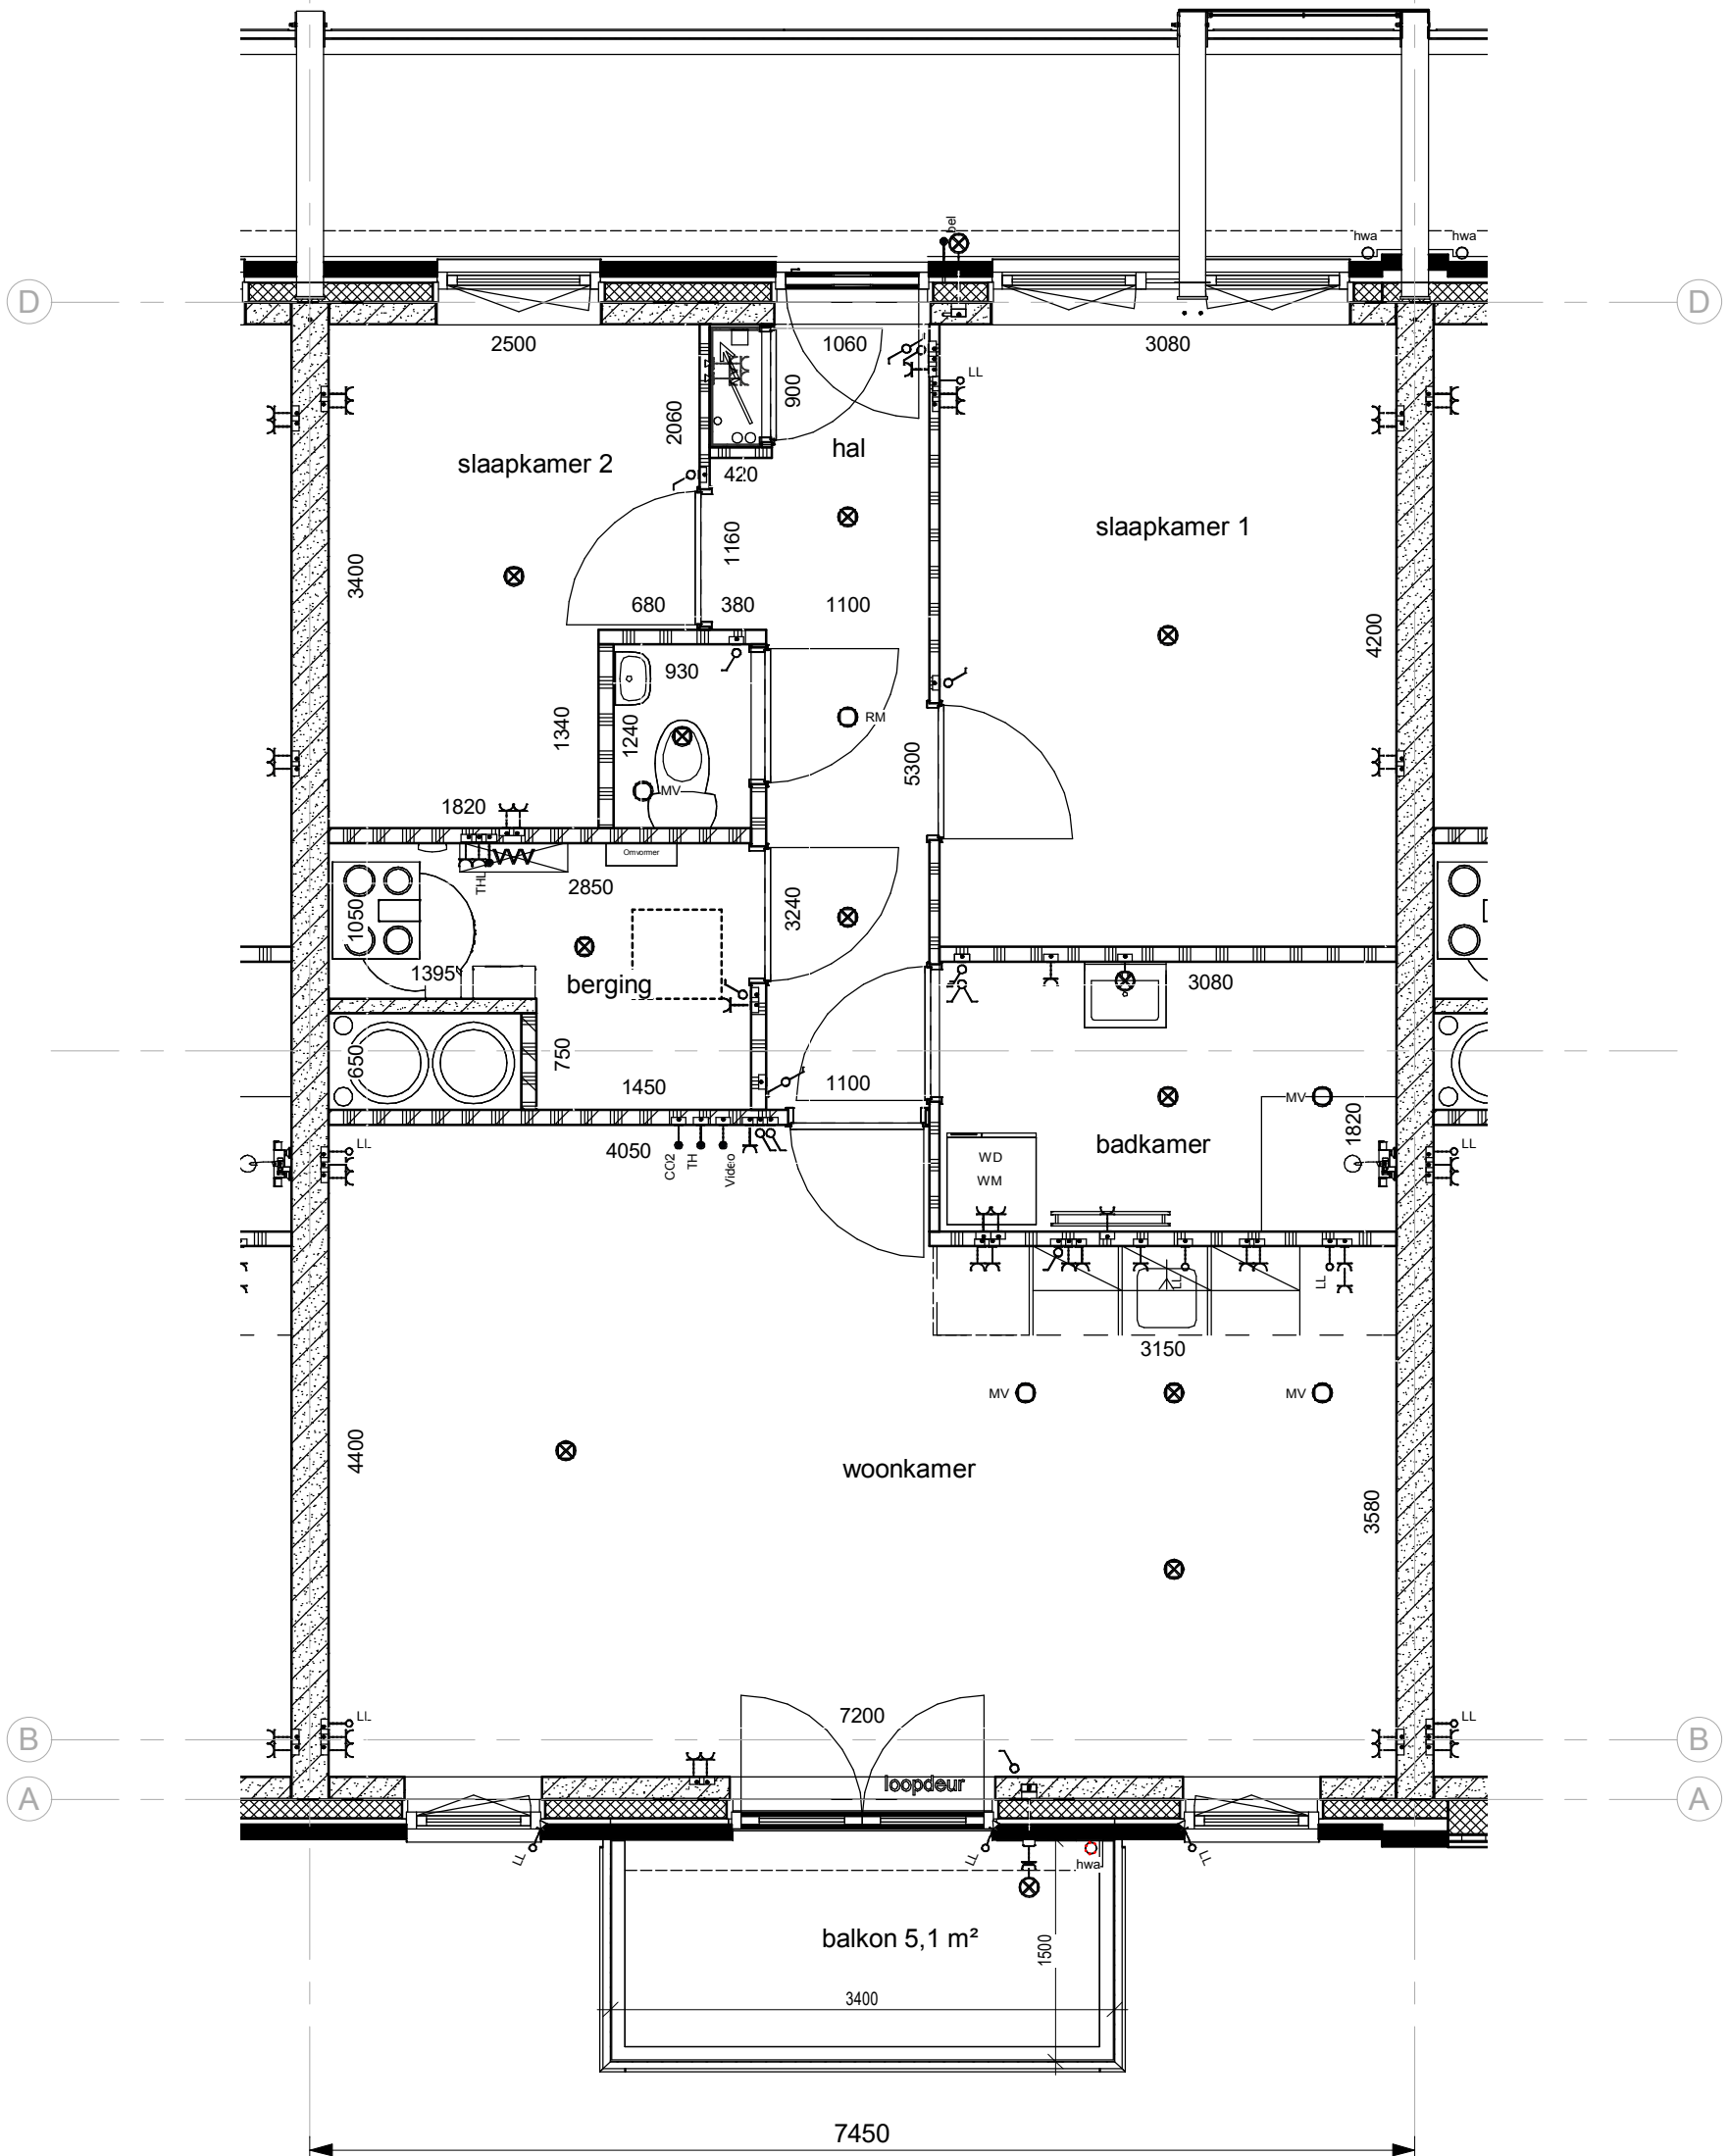 bel
hwa
hwa
D
D
2500
1060
3080
900
LL
2060
hal
slaapkamer 2
420
slaapkamer 1
1160
3400
680
380
1100
4200
930
RM
1340
1240
5300
MV
1820
Omvormer
THL
2850
1050
3240
1395
berging
3080
650
750
1450
1100
MV
1820
badkamer
LL
4050
CO2
TH
Video
WD
WM
LL
LL
LL
3150
MV
MV
4400
woonkamer
3580
LL
7200
LL
B
B
loopdeur
A
A
LL
LL
hwa
LL
balkon 5,1 m²
1500
3400
7450